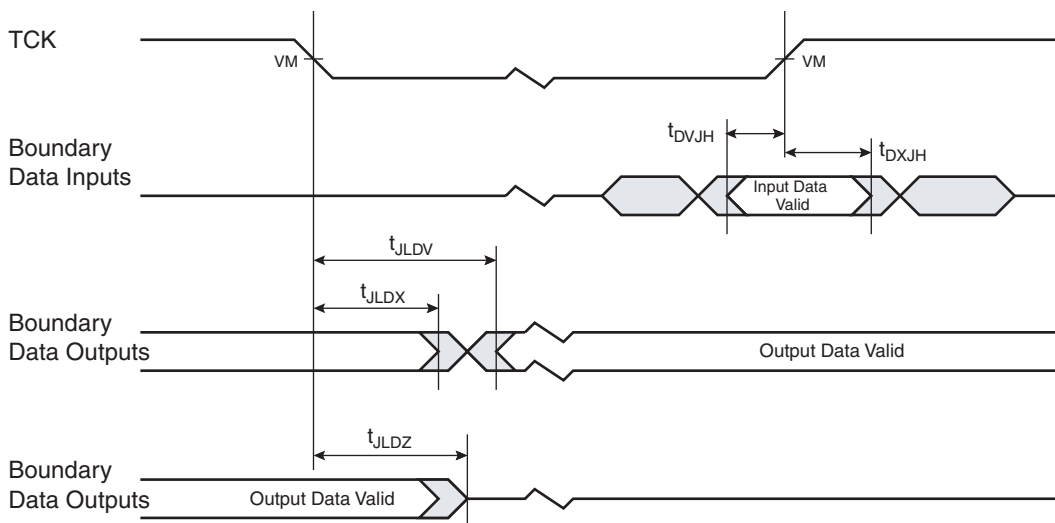 TCK
VM
VM
Boundary
Data Inputs
tDVJH
tDXJH
Input Data
Valid
tJLDV
tJLDX
Boundary
Data Outputs
Output Data Valid
tJLDZ
Boundary
Data Outputs
Output Data Valid